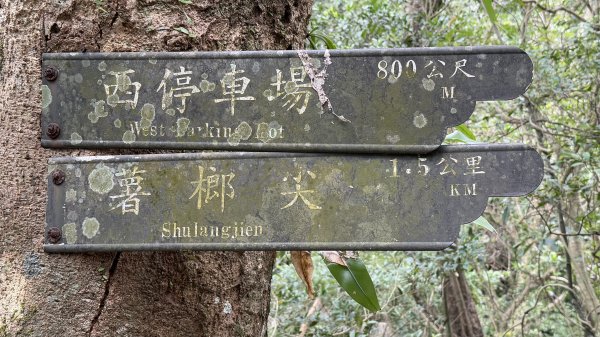 西停車場 800公尺
West Parking Lot M
薯榔尖 1.5公里
Shulangjien KM